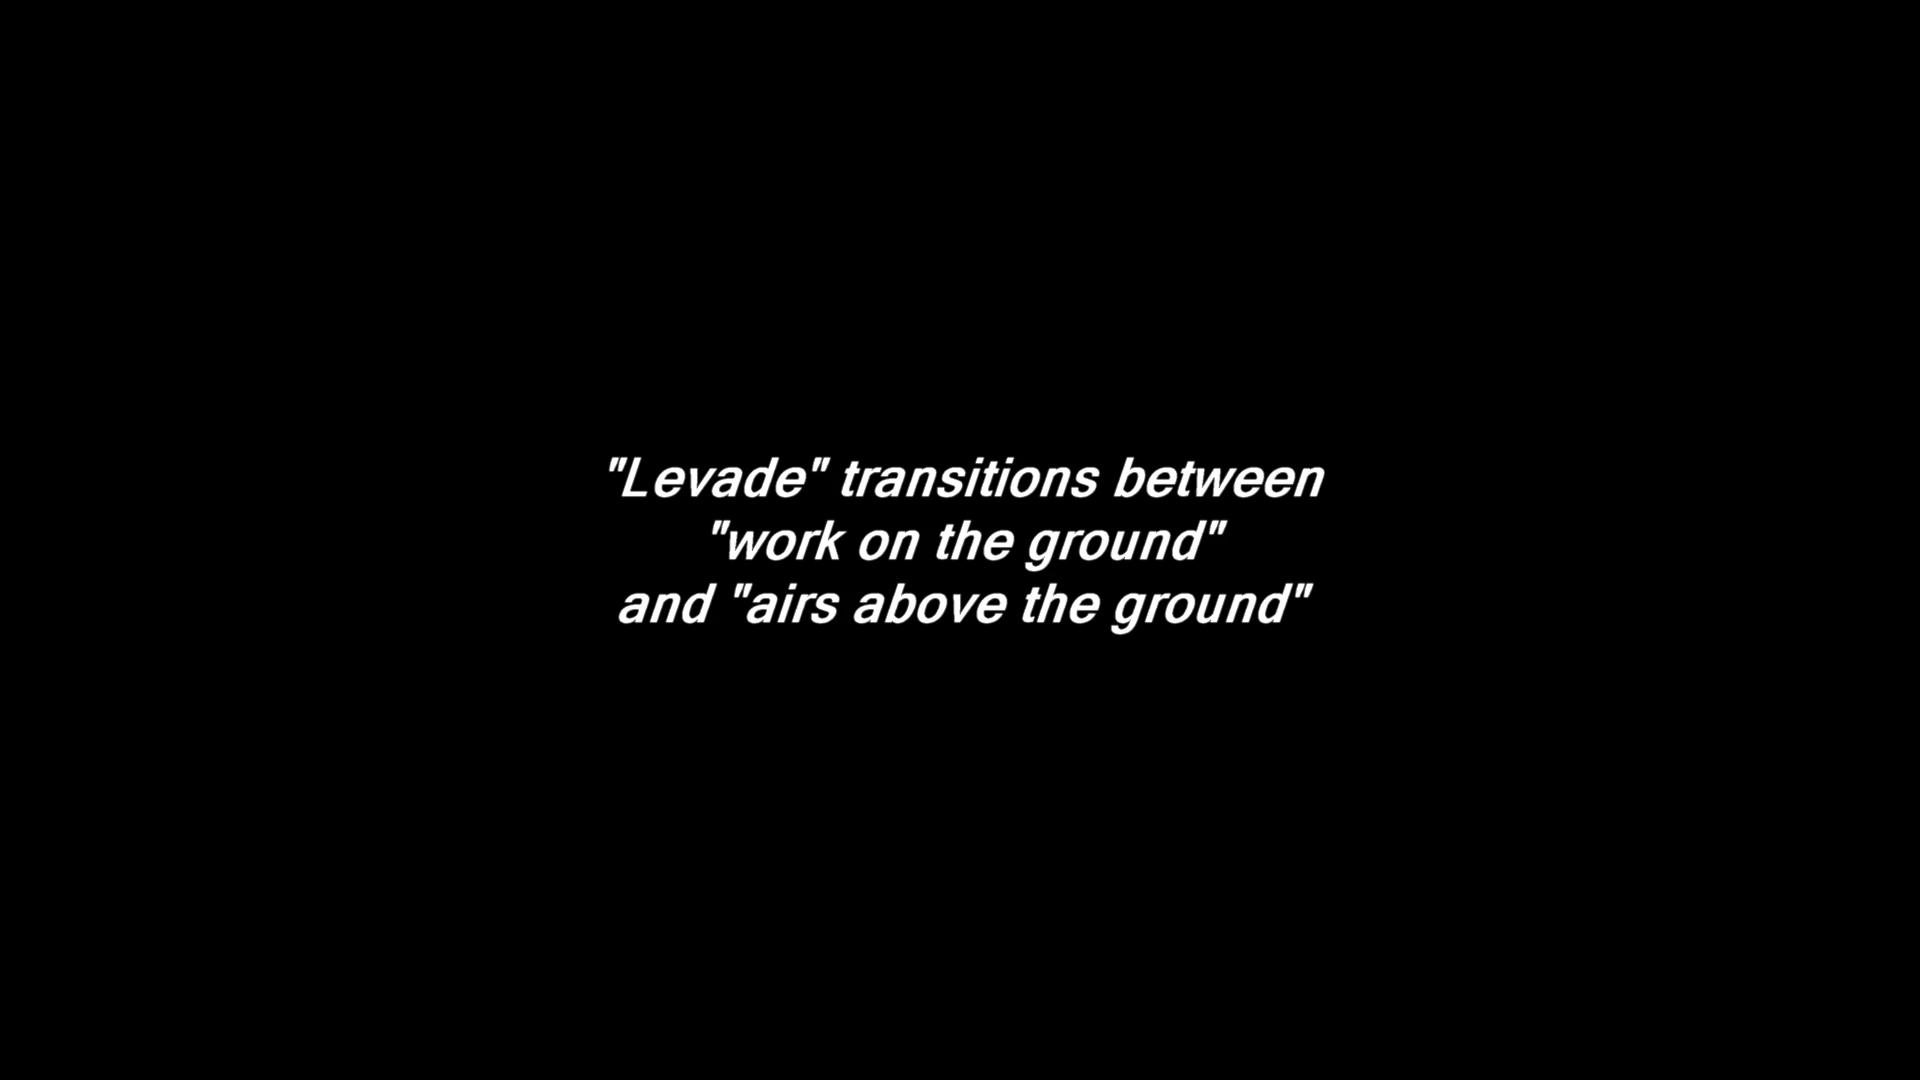 "Levade" transitions between
"work on the ground"
and "airs above the ground"